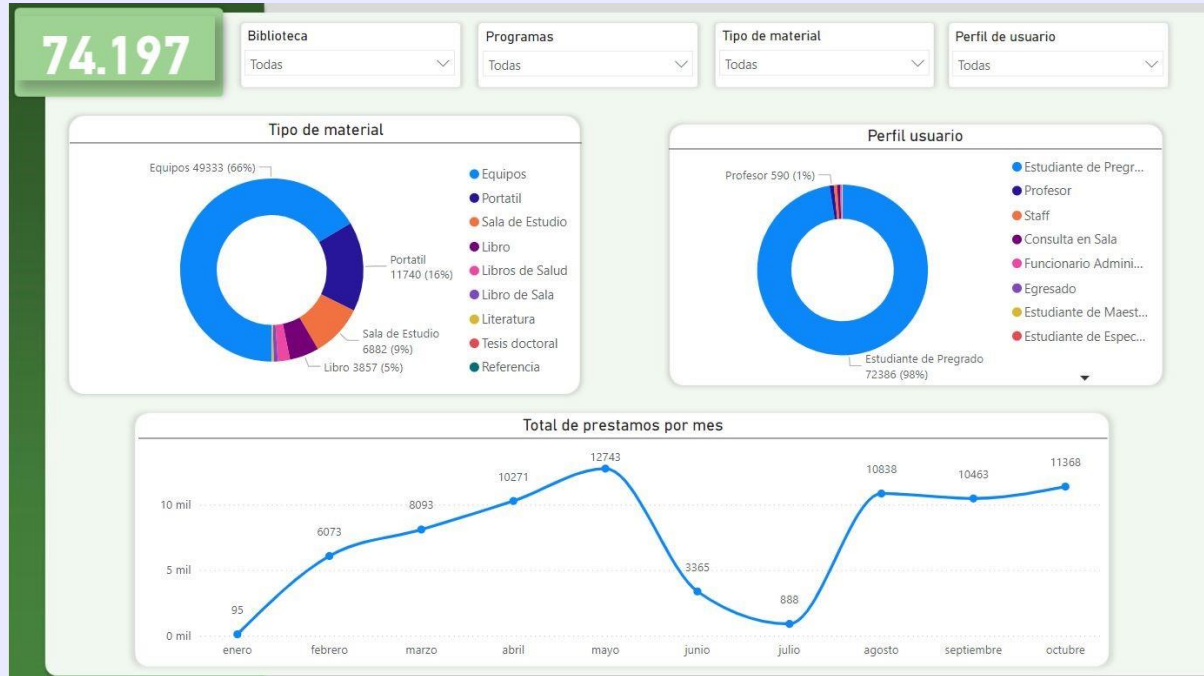 74.197
Biblioteca
Todas
Programas
Todas
Tipo de material
Todas
Perfil de usuario
Todas
Tipo de material
Equipos 49333 (66%)
Portatil
11740 (16%)
Sala de Estudio
6882 (9%)
Libro 3857 (5%)
Equipos
Portatil
Sala de Estudio
Libro
Libros de Salud
Libro de Sala
Literatura
Tesis doctoral
Referencia
Perfil usuario
Profesor 590 (1%)
Estudiante de Pregrado
72386 (98%)
Estudiante de Pregr...
Profesor
Staff
Consulta en Sala
Funcionario Admini...
Egresado
Estudiante de Maest...
Estudiante de Espec...
Total de prestamos por mes
10 mil
5 mil
0 mil
95
6073
8093
10271
12743
3365
888
10838
10463
11368
enero
febrero
marzo
abril
mayo
junio
julio
agosto
septiembre
octubre